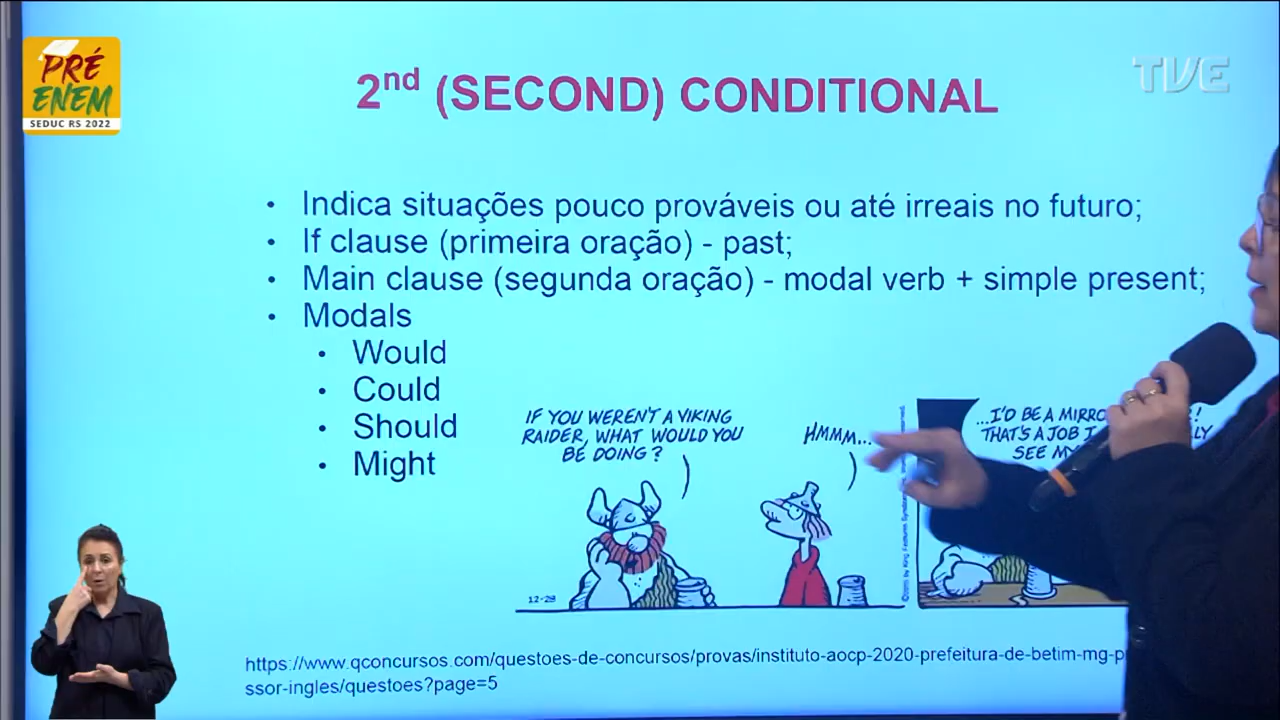 PRÉ
ENEM
SEDUC RS 2022
TVE
2nd (SECOND) CONDITIONAL
• Indica situações pouco prováveis ou até irreais no futuro;
• If clause (primeira oração) - past;
• Main clause (segunda oração) - modal verb + simple present;
• Modals
• Would
• Could
• Should
• Might
IF YOU WEREN'T A VIKING
RAIDER, WHAT WOULD YOU
BE DOING?
HMMM...
...I'D BE A
THAT'S A JOB I
SEE
12-28
https://www.qconcursos.com/questoes-de-concursos/provas/instituto-aocp-2020-prefeitura-de-betim-mg-
ssor-ingles/questoes?page=5